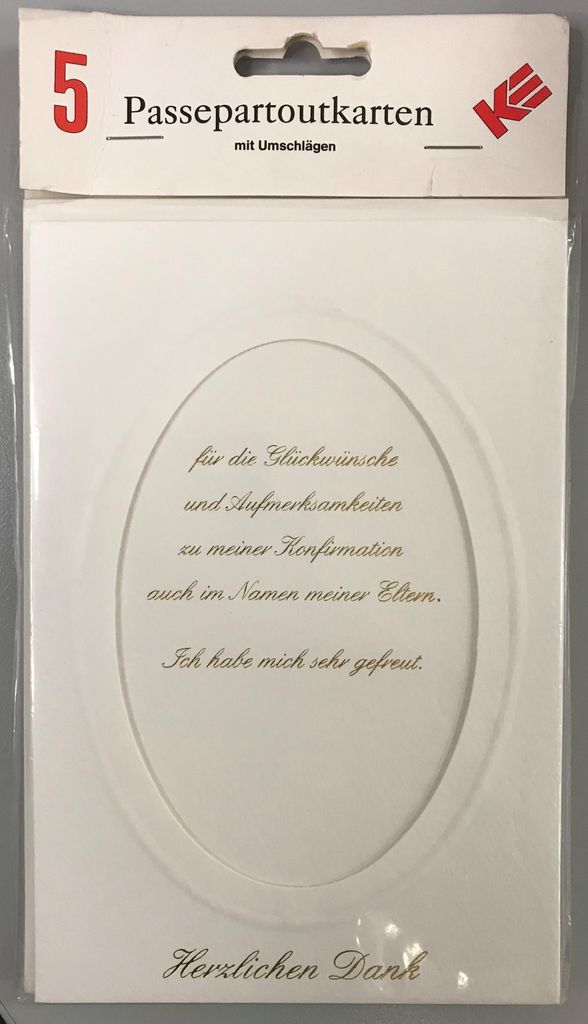 5
Passepartoutkarten
KE
mit Umschlägen
für die Glückwünsche
und Aufmerksamkeiten
zu meiner Konfirmation
auch im Namen meiner Eltern.
Ich habe mich sehr gefreut.
Herzlichen Dank